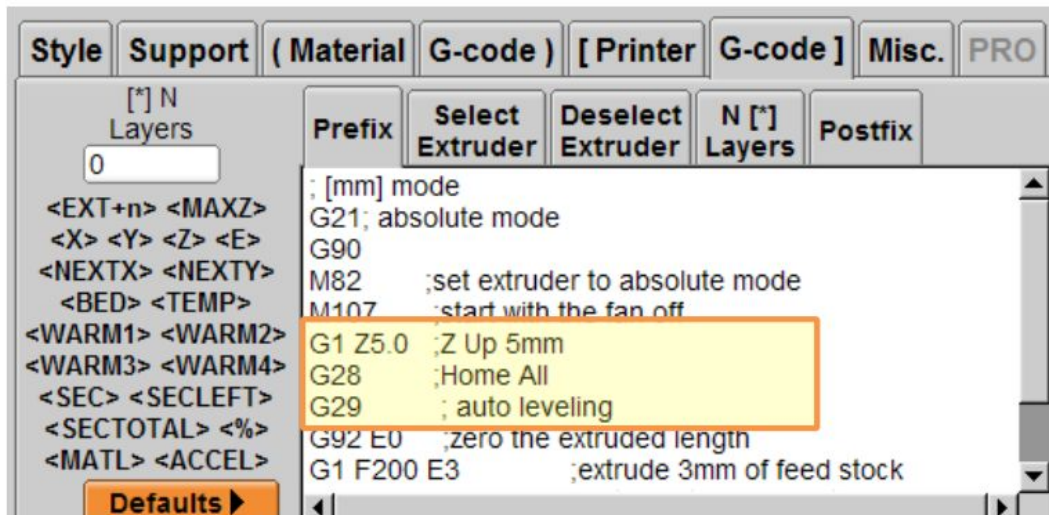 Style Support ( Material G-code ) [ Printer G-code ] Misc. PRO
[*] N
Layers
0
<EXT+n> <MAXZ>
<X> <Y> <Z> <E>
<NEXTX> <NEXTY>
<BED> <TEMP>
<WARM1> <WARM2>
<WARM3> <WARM4>
<SEC> <SECLEFT>
<SECTOTAL> <%>
<MATL> <ACCEL>
Defaults
Prefix
Select
Extruder
Deselect
Extruder
N [*]
Layers
Postfix
; [mm] mode
G21; absolute mode
G90
M82 ;set extruder to absolute mode
M107 ;start with the fan off
G1 Z5.0 ;Z Up 5mm
G28 ;Home All
G29 ; auto leveling
G92 E0 ;zero the extruded length
G1 F200 E3 ;extrude 3mm of feed stock